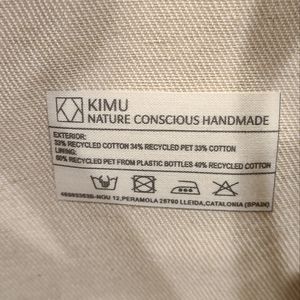 KIMU
NATURE CONSCIOUS HANDMADE
EXTERIOR:
33% RECYCLED COTTON 34% RECYCLED PET 33% COTTON
LINING:
60% RECYCLED PET FROM PLASTIC BOTTLES 40% RECYCLED COTTON
12, PERAMOLA 25790 LLEIDA, CATALONIA (SPAIN)